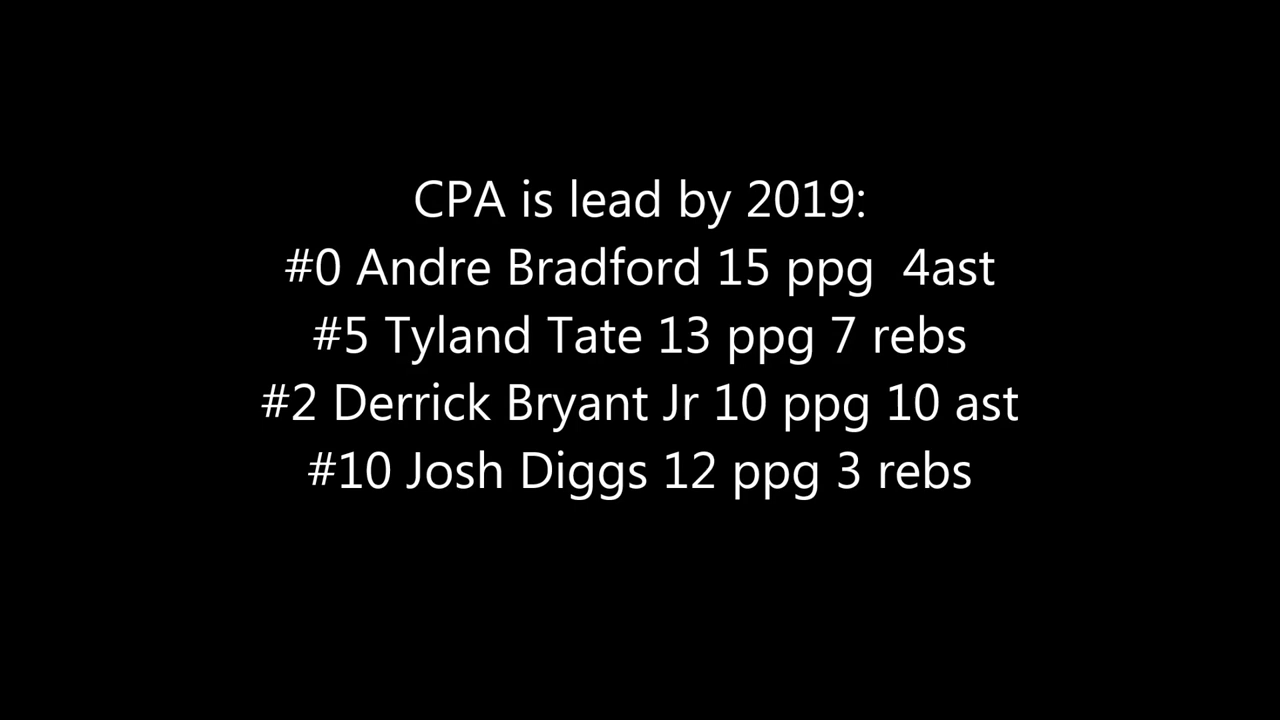 CPA is lead by 2019:
#0 Andre Bradford 15 ppg  4ast
#5 Tyland Tate 13 ppg 7 rebs
#2 Derrick Bryant Jr 10 ppg 10 ast
#10 Josh Diggs 12 ppg 3 rebs